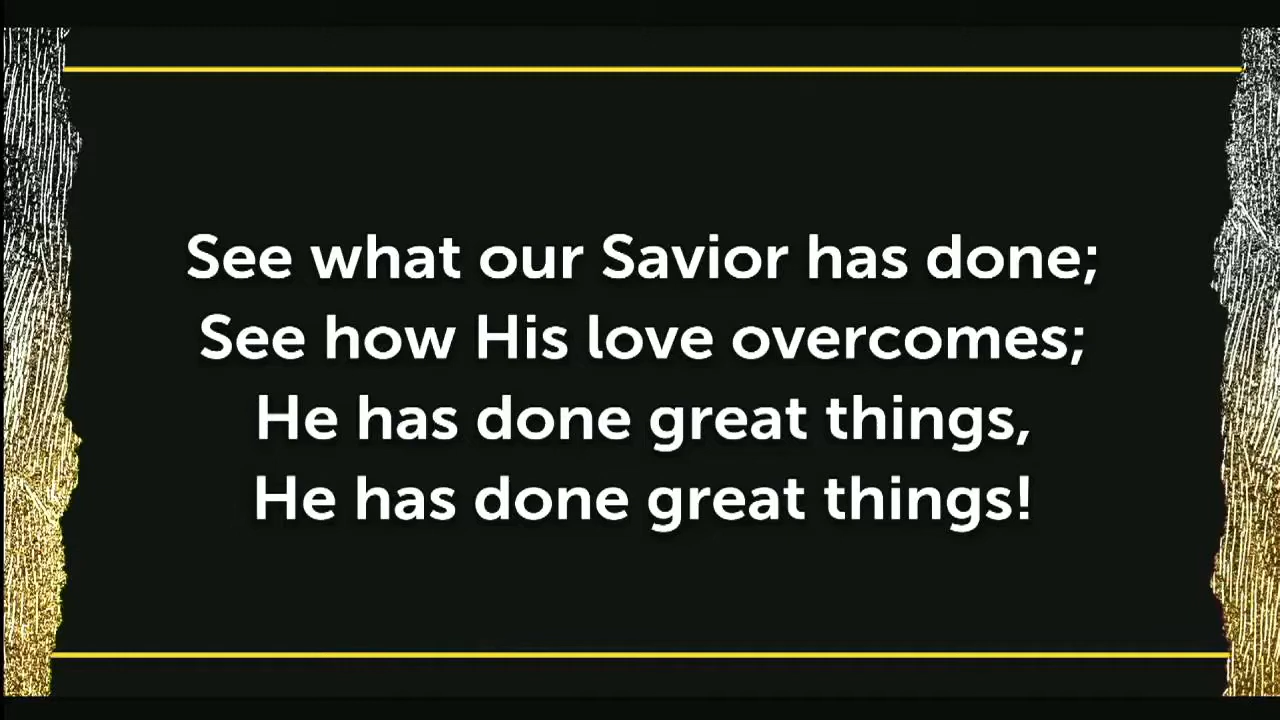 See what our Savior has done;
See how His love overcomes;
He has done great things,
He has done great things!